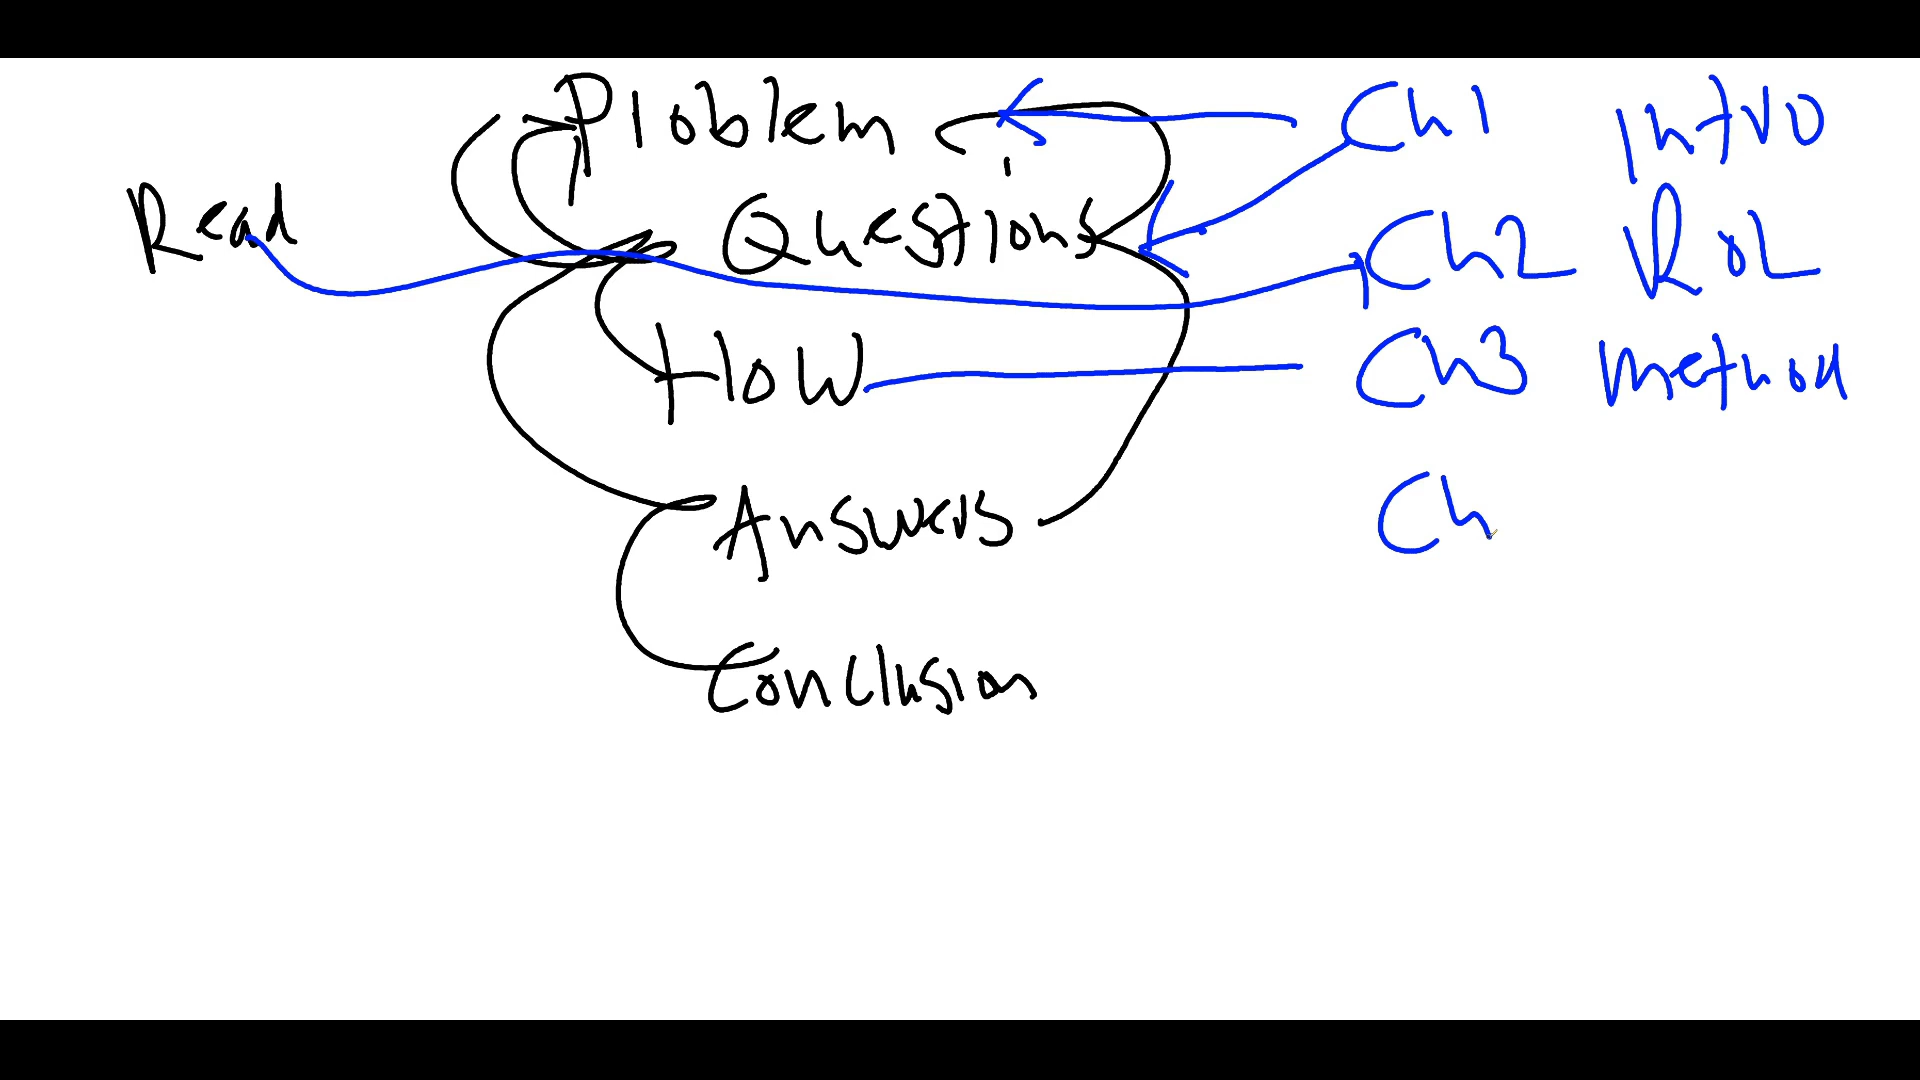 Problem Ch1 Intro
Read Questions Ch2 RoL
How Ch3 Method
Answers Ch
Conclusion